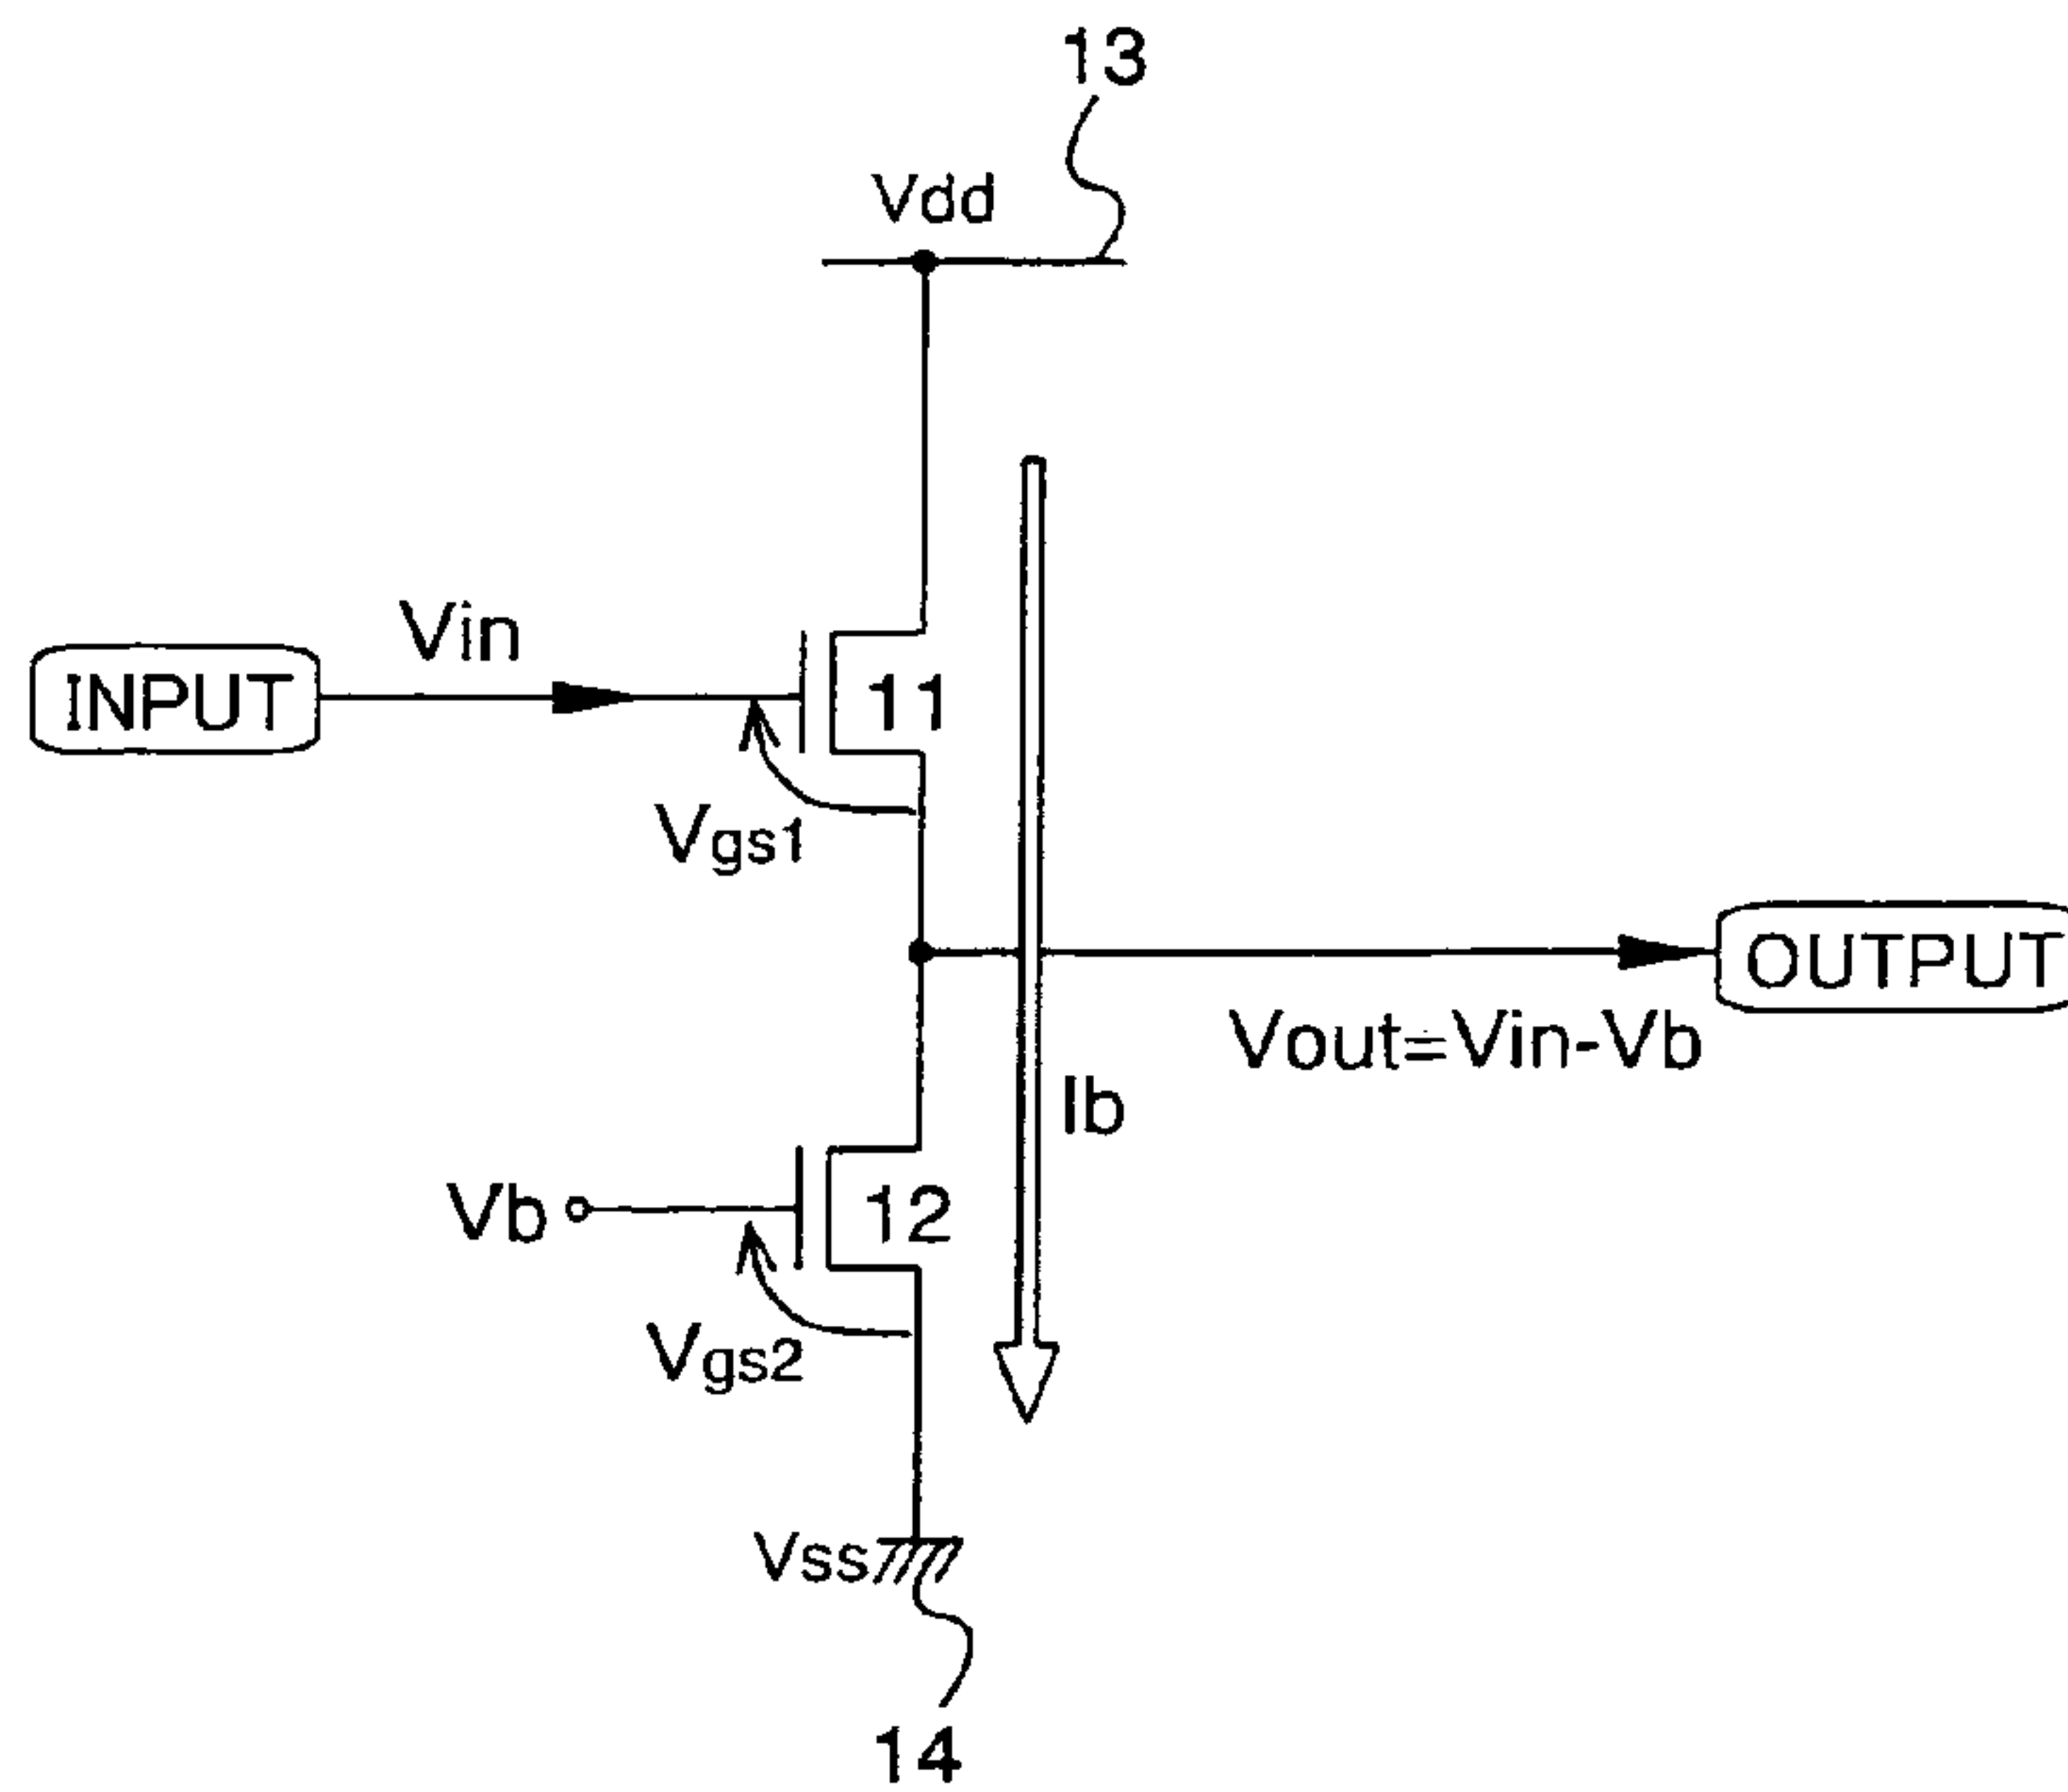 13
Vdd
Vin
INPUT
11
Vgs1
OUTPUT
Vout=Vin-Vb
Ib
Vb
12
Vgs2
Vss
14